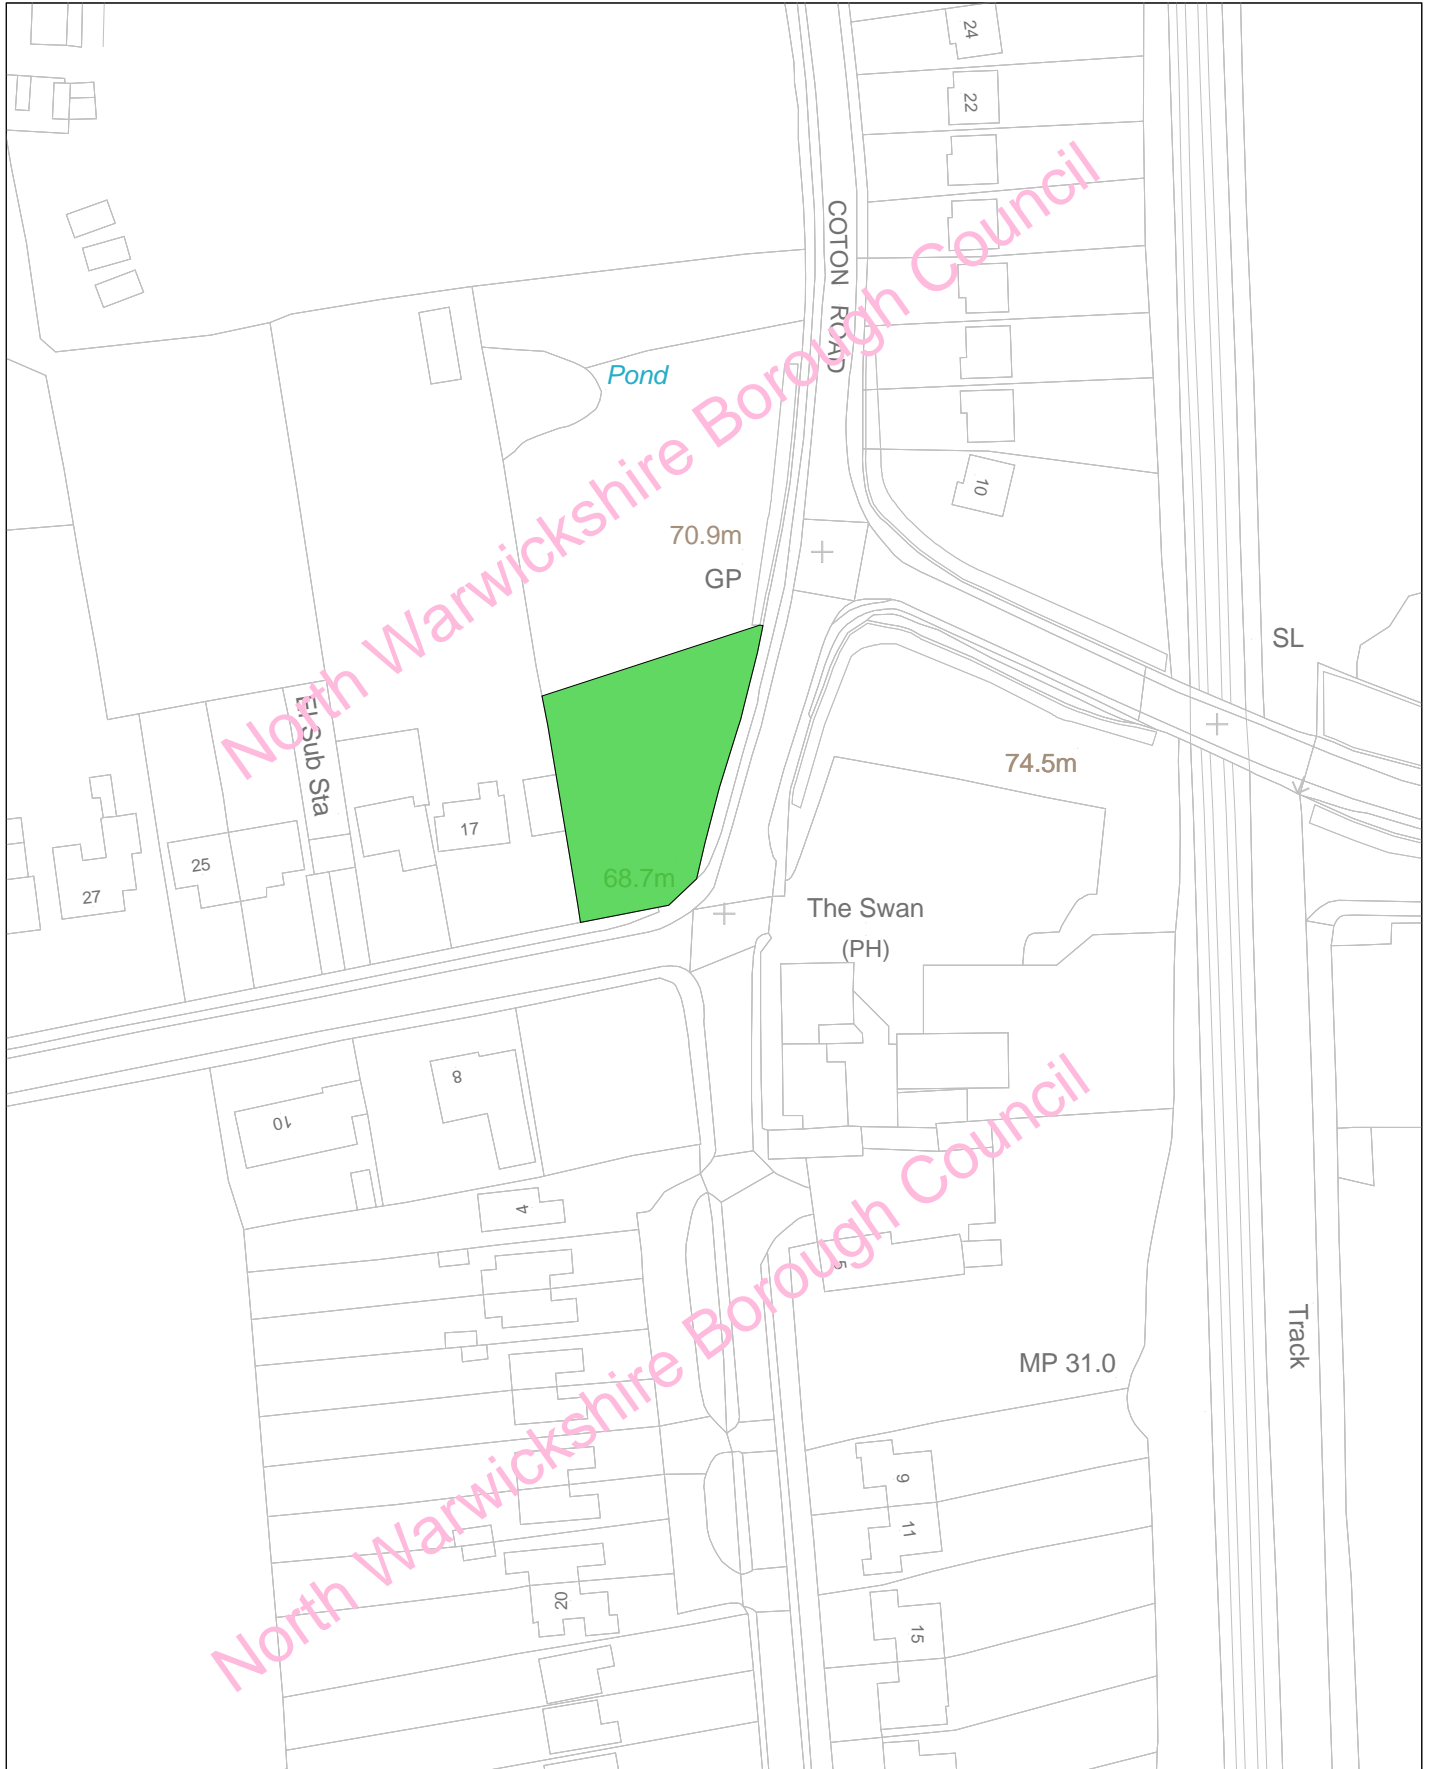 24
22
COTON ROAD
North Warwickshire Borough Council
Pond
10
70.9m
GP
SL
El Sub Sta
74.5m
17
25
27
68.7m
The Swan
(PH)
8
10
4
5
North Warwickshire Borough Council
Track
MP 31.0
9
11
20
15